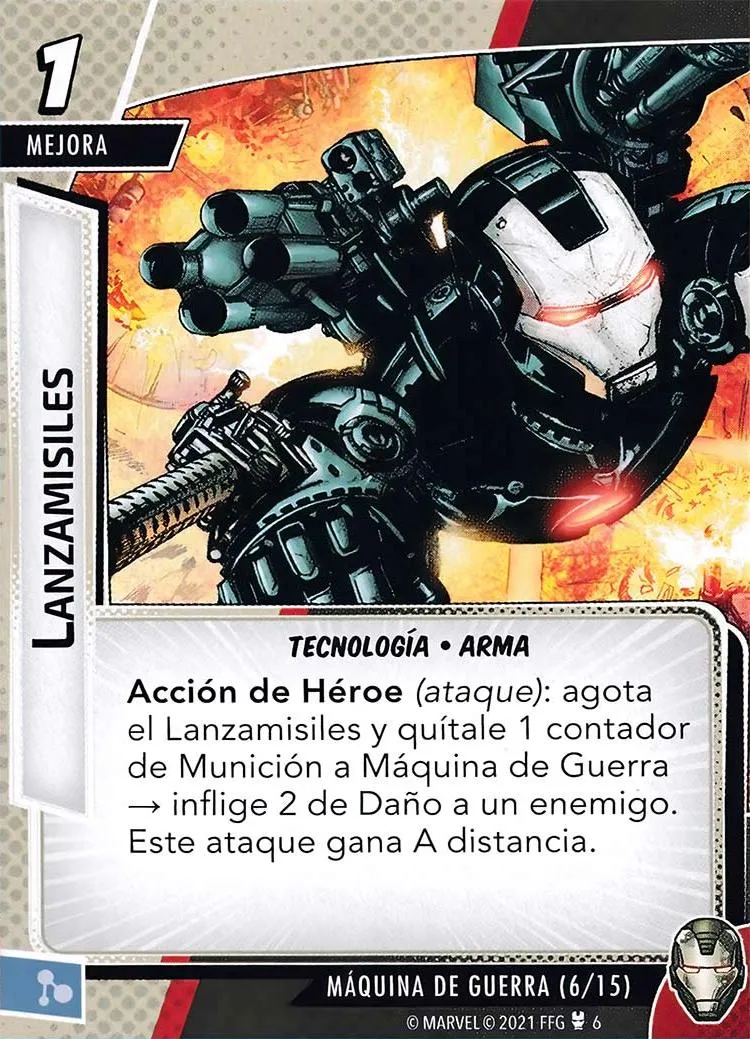 1
MEJORA
LANZAMISILES
TECNOLOGÍA • ARMA
Acción de Héroe (ataque): agota
el Lanzamisiles y quítale 1 contador
de Munición a Máquina de Guerra
→ inflige 2 de Daño a un enemigo.
Este ataque gana A distancia.
MÁQUINA DE GUERRA (6/15)
© MARVEL © 2021 FFG 6